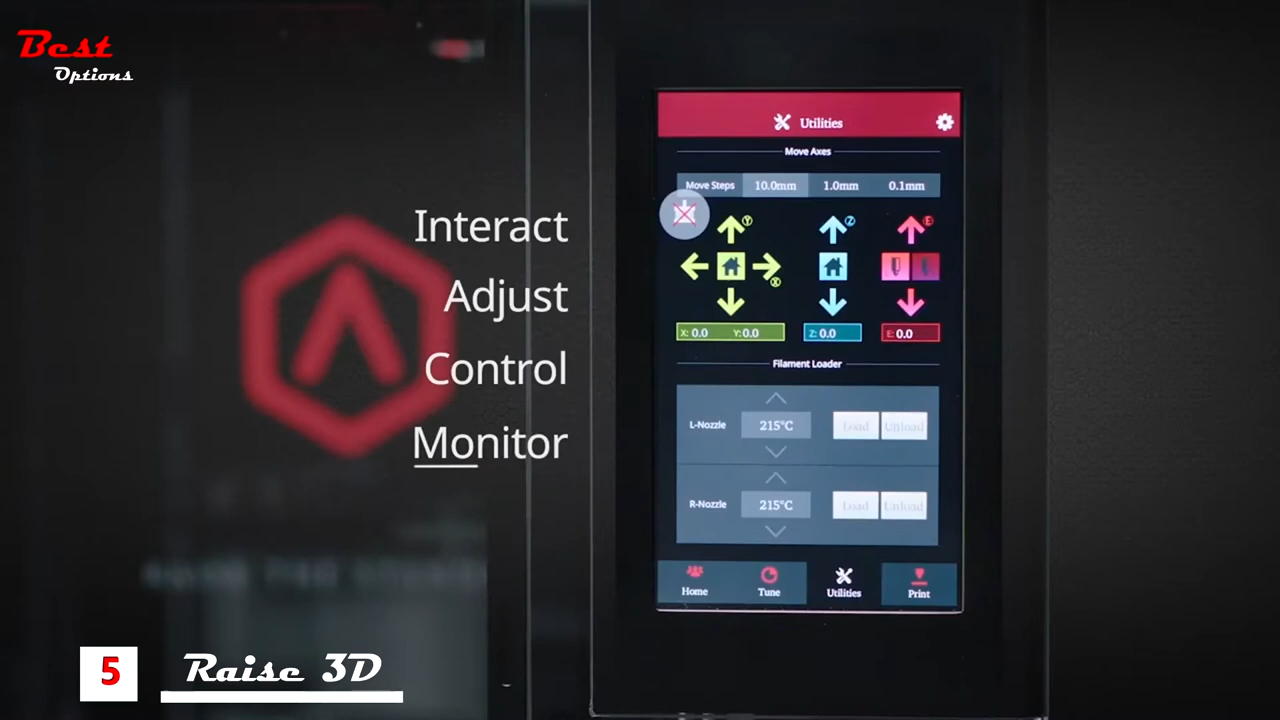 Best
Options
Interact
Adjust
Control
Monitor
Utilities
Move Axes
Move Steps 10.0mm 1.0mm 0.1mm
Y Z E
X
X: 0.0 Y: 0.0 Z: 0.0 E: 0.0
Filament Loader
L-Nozzle 215°C Load Unload
R-Nozzle 215°C Load Unload
Home Tune Utilities Print
5 Raise 3D